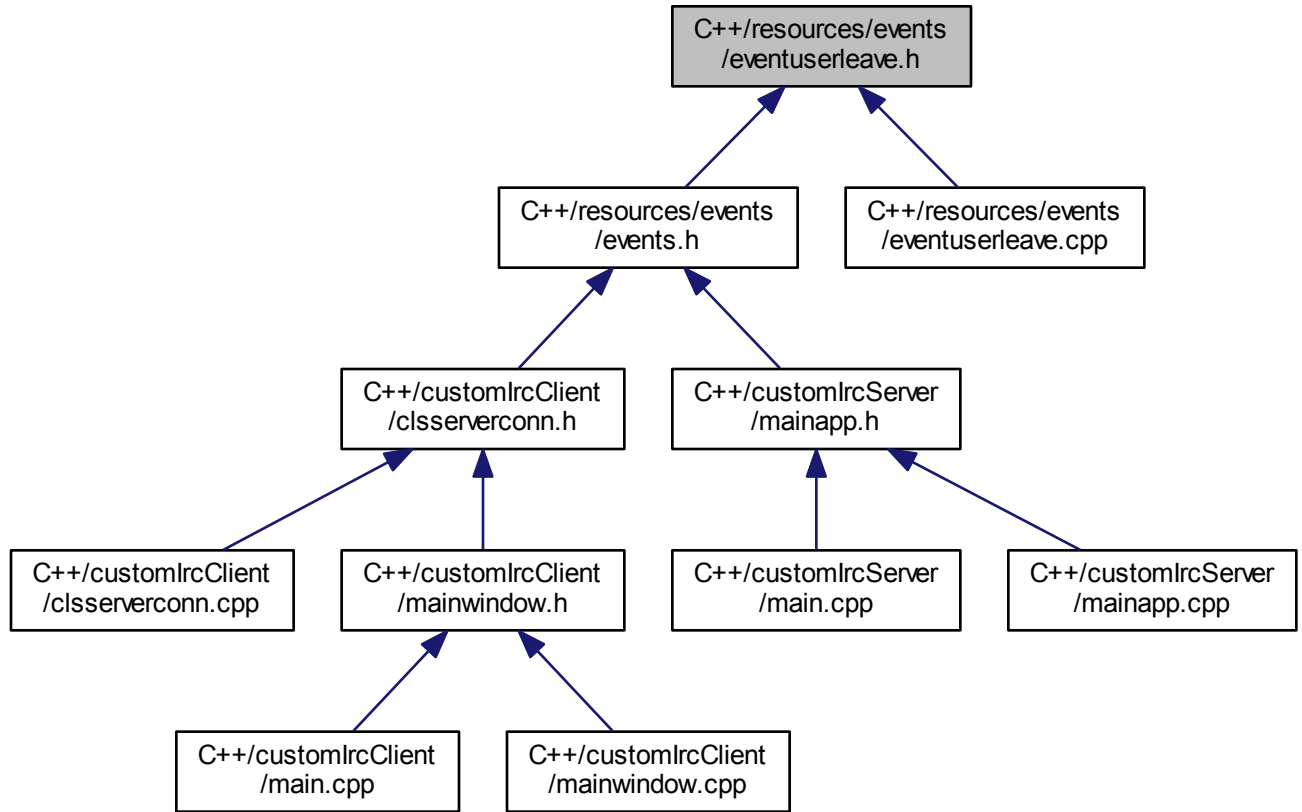 C++/resources/events
/eventuserleave.h
C++/resources/events
/events.h
C++/resources/events
/eventuserleave.cpp
C++/customIrcClient
/clsserverconn.h
C++/customIrcServer
/mainapp.h
C++/customIrcClient
/clsserverconn.cpp
C++/customIrcClient
/mainwindow.h
C++/customIrcServer
/main.cpp
C++/customIrcServer
/mainapp.cpp
C++/customIrcClient
/main.cpp
C++/customIrcClient
/mainwindow.cpp